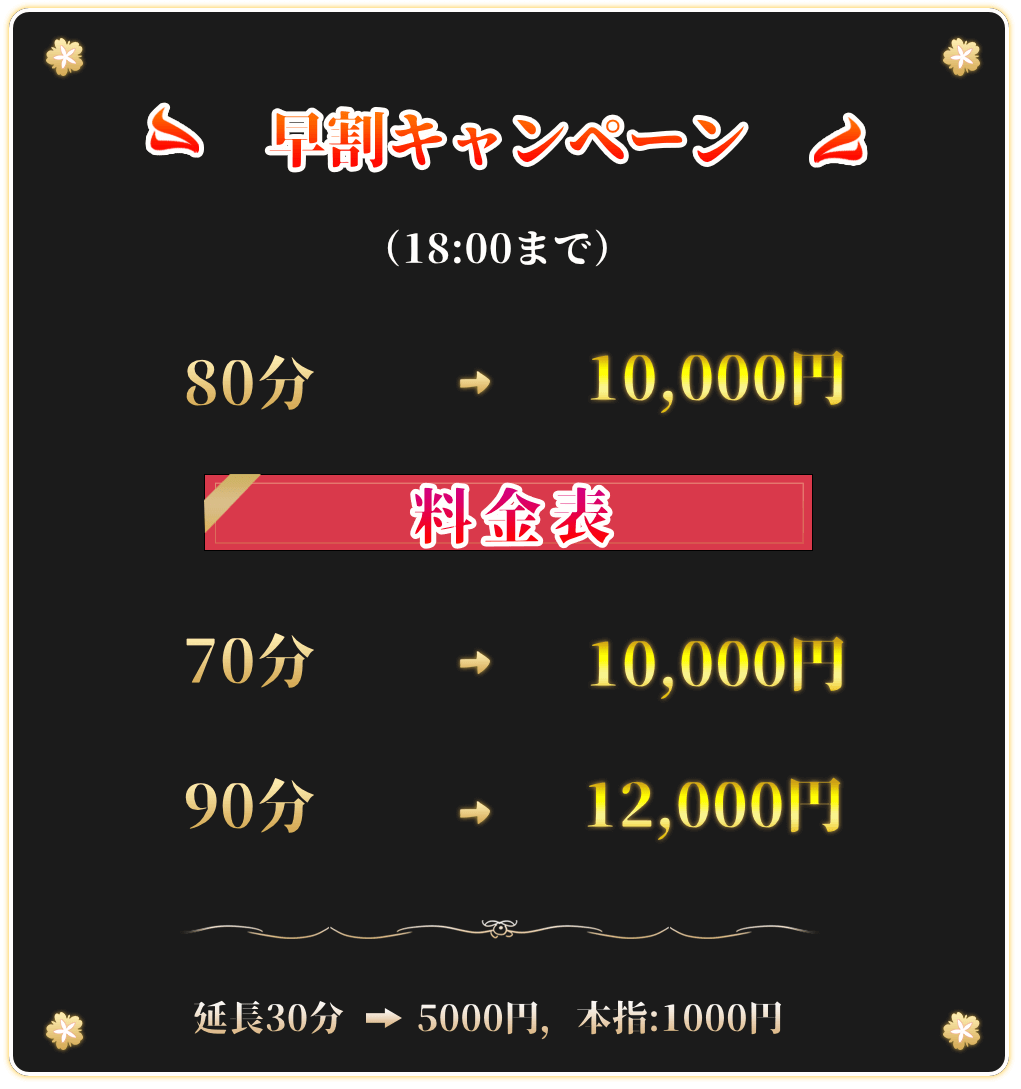 早割キャンペーン
（18:00まで）
80分 ➡ 10,000円
料金表
70分 ➡ 10,000円
90分 ➡ 12,000円
延長30分 ➡ 5000円，本指:1000円